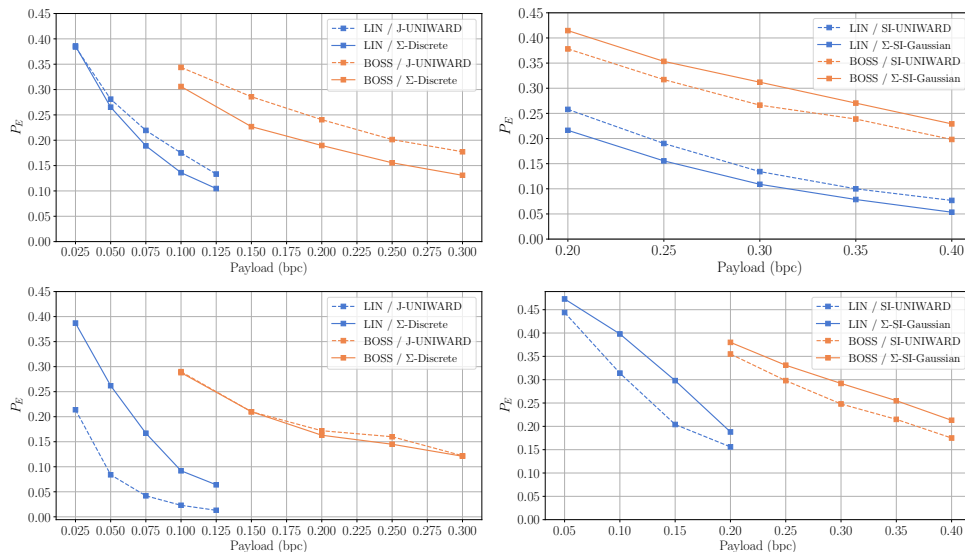 0.45
0.40
0.35
0.30
0.25
0.20
0.15
0.10
0.05
0.00
P_E
LIN / J-UNIWARD
LIN / Σ-Discrete
BOSS / J-UNIWARD
BOSS / Σ-Discrete
0.025 0.050 0.075 0.100 0.125 0.150 0.175 0.200 0.225 0.250 0.275 0.300
Payload (bpc)
0.45
0.40
0.35
0.30
0.25
0.20
0.15
0.10
0.05
0.00
P_E
LIN / SI-UNIWARD
LIN / Σ-SI-Gaussian
BOSS / SI-UNIWARD
BOSS / Σ-SI-Gaussian
0.20 0.25 0.30 0.35 0.40
Payload (bpc)
0.45
0.40
0.35
0.30
0.25
0.20
0.15
0.10
0.05
0.00
P_E
LIN / J-UNIWARD
LIN / Σ-Discrete
BOSS / J-UNIWARD
BOSS / Σ-Discrete
0.025 0.050 0.075 0.100 0.125 0.150 0.175 0.200 0.225 0.250 0.275 0.300
Payload (bpc)
0.45
0.40
0.35
0.30
0.25
0.20
0.15
0.10
0.05
0.00
P_E
LIN / SI-UNIWARD
LIN / Σ-SI-Gaussian
BOSS / SI-UNIWARD
BOSS / Σ-SI-Gaussian
0.05 0.10 0.15 0.20 0.25 0.30 0.35 0.40
Payload (bpc)